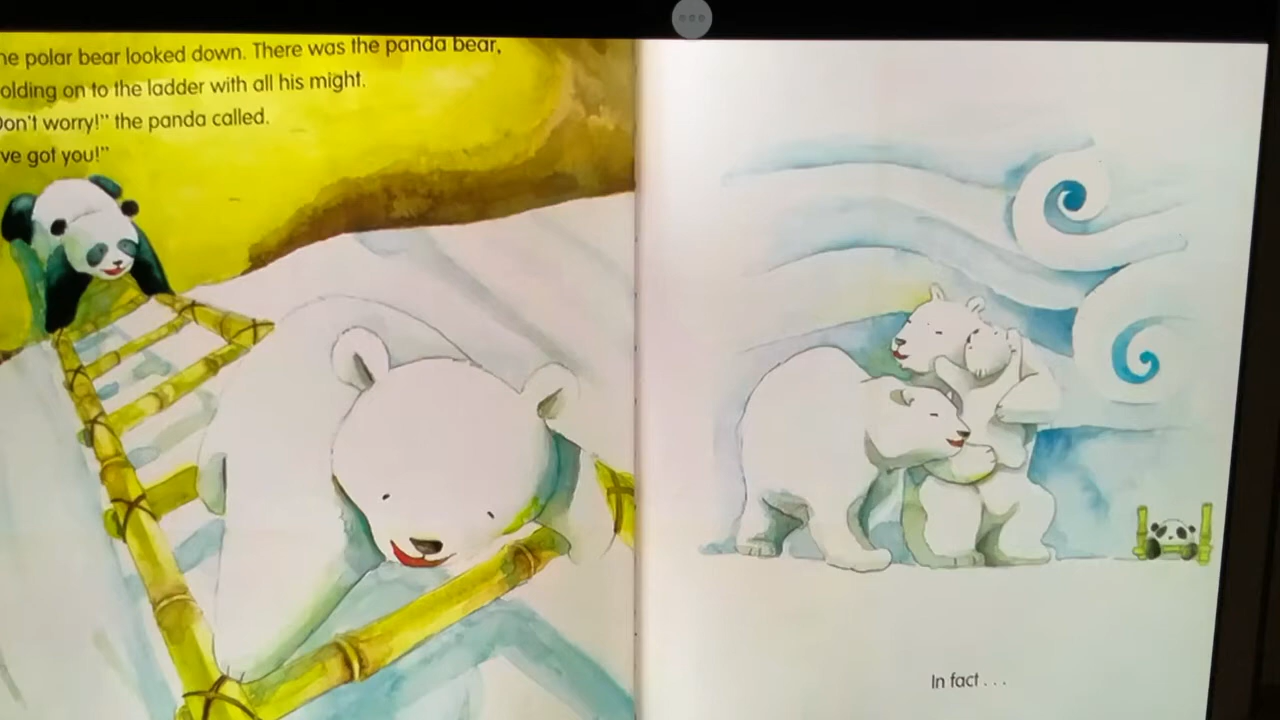 he polar bear looked down. There was the panda bear,
olding on to the ladder with all his might.
on't worry!" the panda called.
ve got you!"
In fact . . .